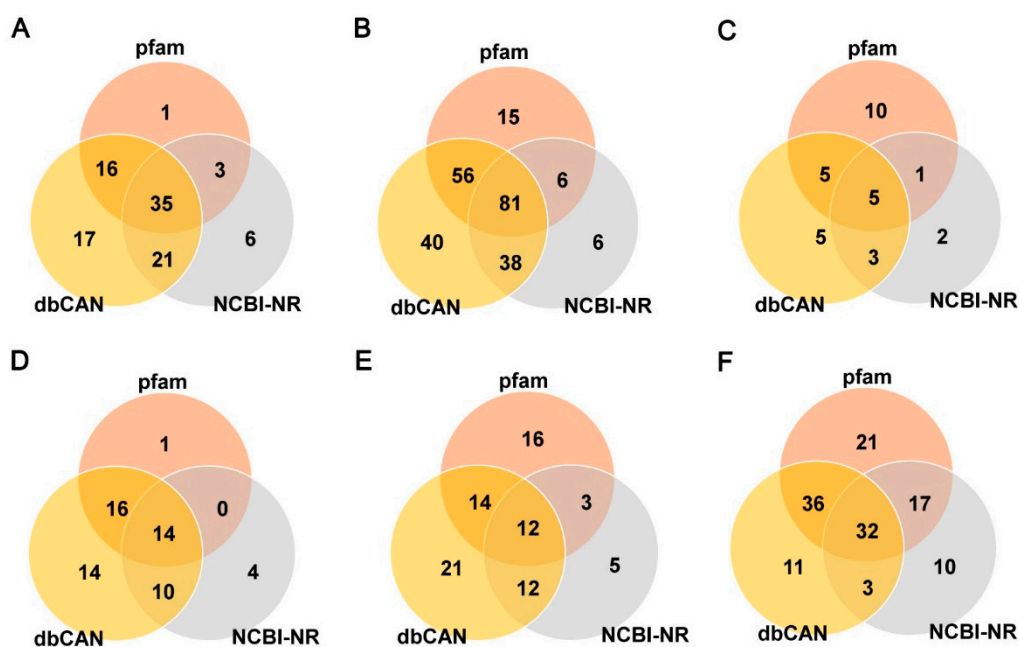 A
B
C
pfam
pfam
pfam
1
15
10
16
3
56
6
5
1
35
81
5
17
21
6
40
38
6
5
3
2
dbCAN
NCBI-NR
dbCAN
NCBI-NR
dbCAN
NCBI-NR
D
E
F
pfam
pfam
pfam
1
16
21
16
0
14
3
36
17
14
12
32
14
10
4
21
12
5
11
3
10
dbCAN
NCBI-NR
dbCAN
NCBI-NR
dbCAN
NCBI-NR